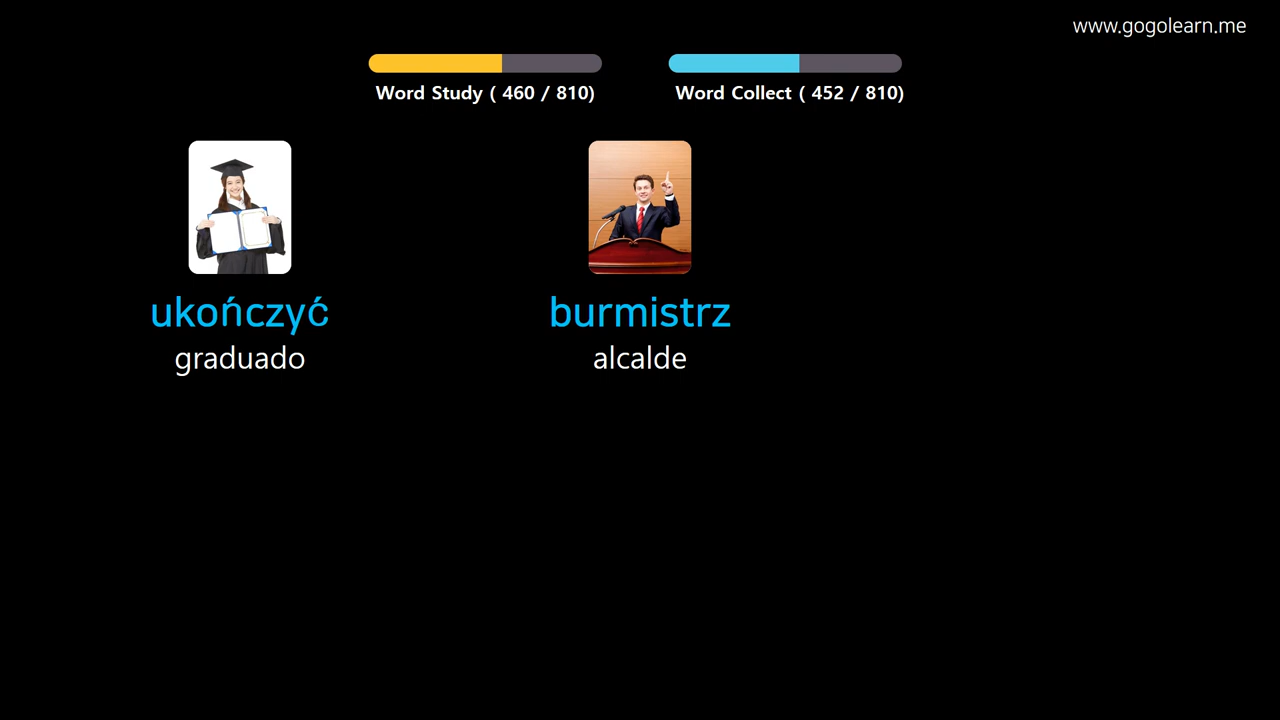 www.gogolearn.me
Word Study ( 460 / 810)
Word Collect ( 452 / 810)
ukończyć
graduado
burmistrz
alcalde